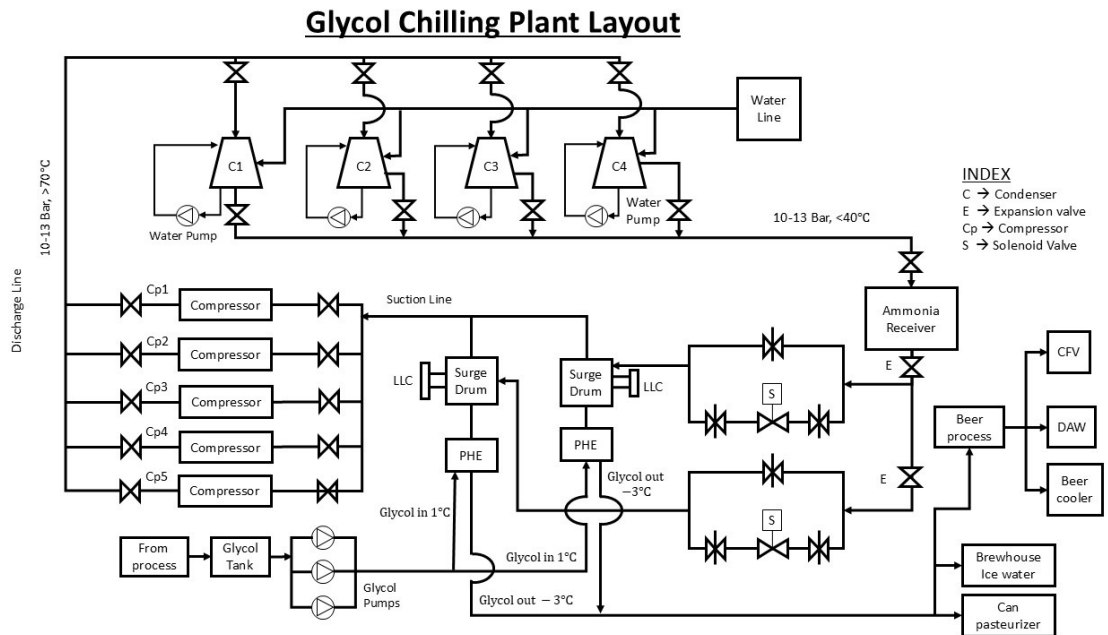 Glycol Chilling Plant Layout
Water
Line
C1
C2
C3
C4
Water Pump
Water
Pump
10-13 Bar, >70°C
Discharge Line
10-13 Bar, <40°C
INDEX
C → Condenser
E → Expansion valve
Cp → Compressor
S → Solenoid Valve
Cp1
Compressor
Cp2
Compressor
Cp3
Compressor
Cp4
Compressor
Cp5
Compressor
Suction Line
Surge
Drum
LLC
PHE
Surge
Drum
LLC
PHE
Ammonia
Receiver
E
S
E
S
Glycol out
−3°C
Glycol in 1°C
Glycol in 1°C
Glycol out − 3°C
From
process
Glycol
Tank
Glycol
Pumps
Beer
process
CFV
DAW
Beer
cooler
Brewhouse
Ice water
Can
pasteurizer